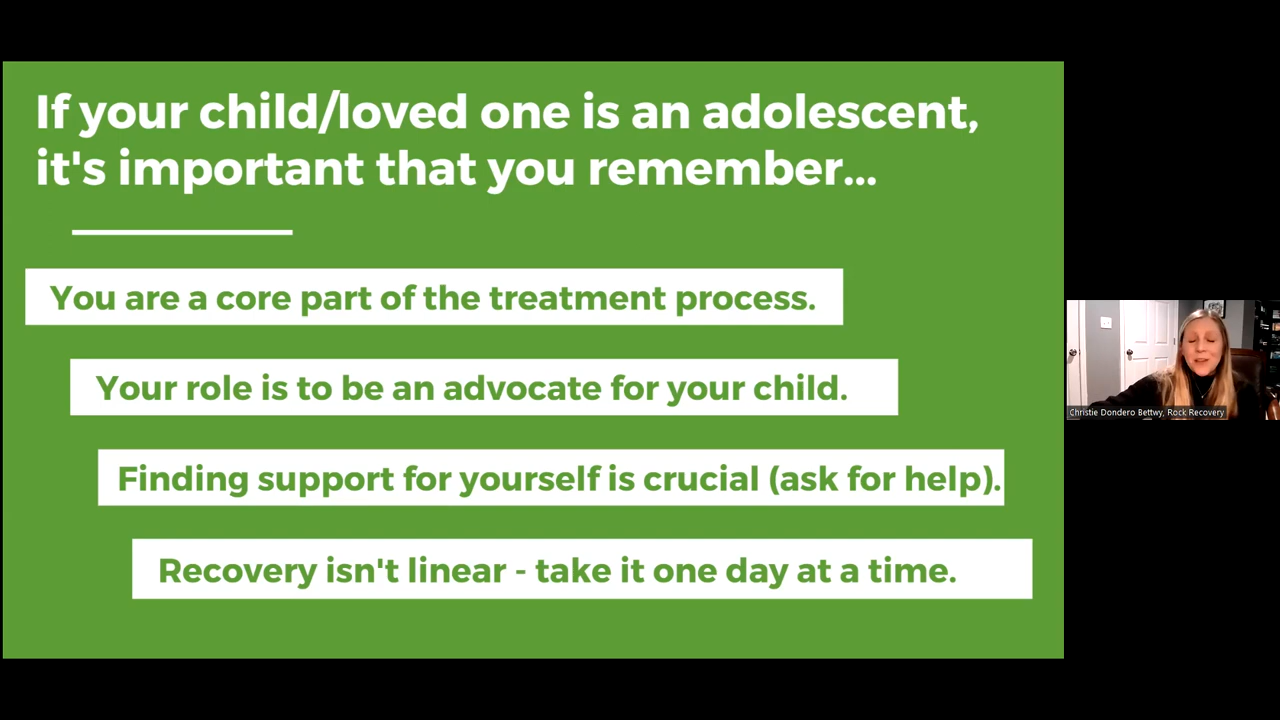 If your child/loved one is an adolescent,
it's important that you remember...
You are a core part of the treatment process.
Your role is to be an advocate for your child.
Finding support for yourself is crucial (ask for help).
Recovery isn't linear - take it one day at a time.
Christie Dondero Bettwy, Rock Recovery